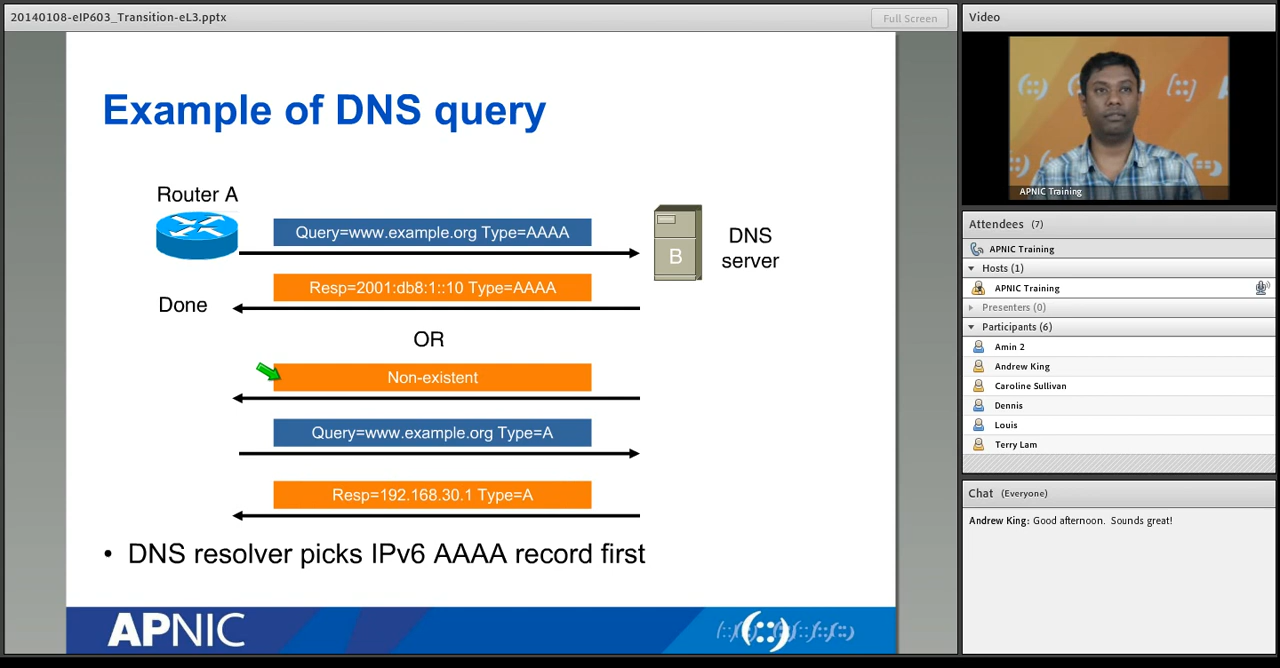 20140108-eIP603_Transition-eL3.pptx
Full Screen
Example of DNS query
Router A
Query=www.example.org Type=AAAA
B
DNS
server
Resp=2001:db8:1::10 Type=AAAA
Done
OR
Non-existent
Query=www.example.org Type=A
Resp=192.168.30.1 Type=A
• DNS resolver picks IPv6 AAAA record first
APNIC
Video
APNIC Training
Attendees (7)
APNIC Training
Hosts (1)
APNIC Training
Presenters (0)
Participants (6)
Amin 2
Andrew King
Caroline Sullivan
Dennis
Louis
Terry Lam
Chat (Everyone)
Andrew King: Good afternoon. Sounds great!